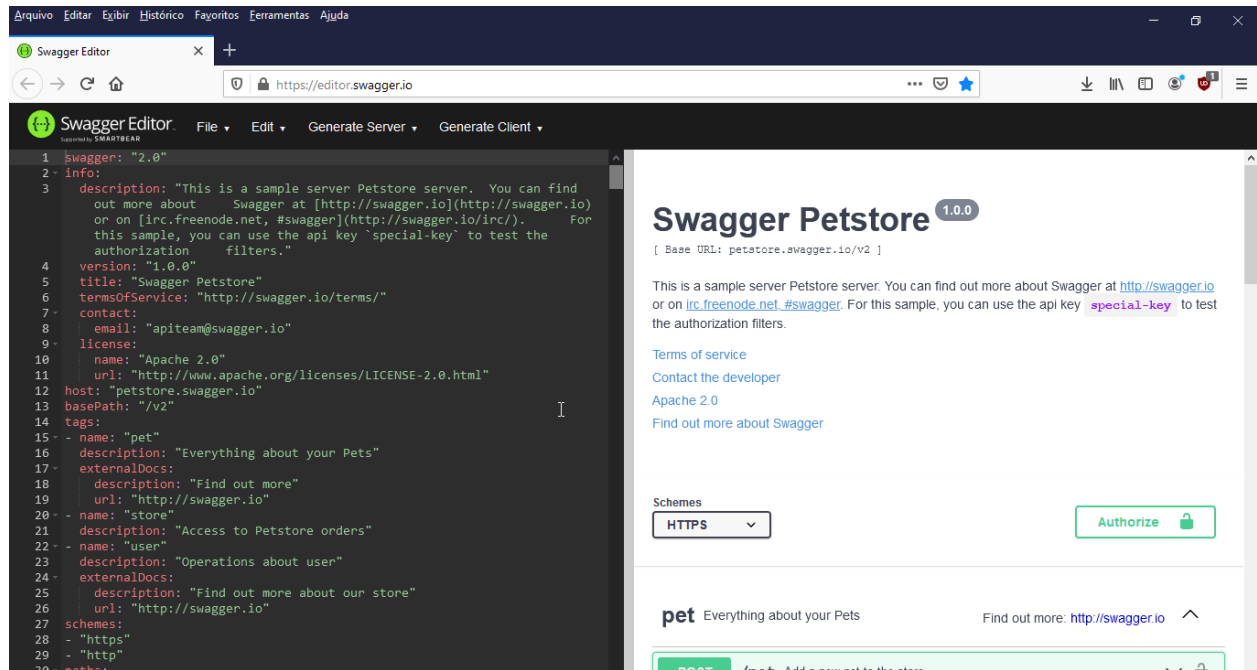 Arquivo Editar Exibir Histórico Favoritos Ferramentas Ajuda
Swagger Editor
https://editor.swagger.io
1
Swagger Editor
Supported by SMARTBEAR
File Edit Generate Server Generate Client
1 swagger: "2.0"
2 info:
3 description: "This is a sample server Petstore server. You can find
out more about Swagger at [http://swagger.io](http://swagger.io)
or on [irc.freenode.net, #swagger](http://swagger.io/irc/). For
this sample, you can use the api key `special-key` to test the
authorization filters."
4 version: "1.0.0"
5 title: "Swagger Petstore"
6 termsOfService: "http://swagger.io/terms/"
7 contact:
8 email: "apiteam@swagger.io"
9 license:
10 name: "Apache 2.0"
11 url: "http://www.apache.org/licenses/LICENSE-2.0.html"
12 host: "petstore.swagger.io"
13 basePath: "/v2"
14 tags:
15 - name: "pet"
16 description: "Everything about your Pets"
17 externalDocs:
18 description: "Find out more"
19 url: "http://swagger.io"
20 - name: "store"
21 description: "Access to Petstore orders"
22 - name: "user"
23 description: "Operations about user"
24 externalDocs:
25 description: "Find out more about our store"
26 url: "http://swagger.io"
27 schemes:
28 - "https"
29 - "http"
30 paths:
Swagger Petstore 1.0.0
[ Base URL: petstore.swagger.io/v2 ]
This is a sample server Petstore server. You can find out more about Swagger at http://swagger.io
or on irc.freenode.net, #swagger. For this sample, you can use the api key special-key to test
the authorization filters.
Terms of service
Contact the developer
Apache 2.0
Find out more about Swagger
Schemes
HTTPS
Authorize
pet Everything about your Pets
Find out more: http://swagger.io
POST /pet Add a new pet to the store